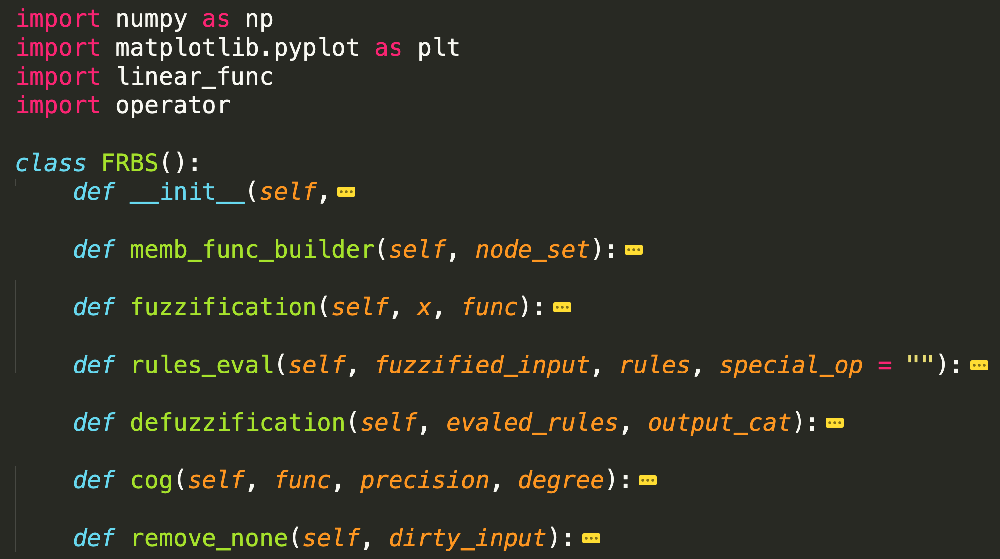 import numpy as np
import matplotlib.pyplot as plt
import linear_func
import operator
class FRBS():
def __init__(self,
def memb_func_builder(self, node_set):
def fuzzification(self, x, func):
def rules_eval(self, fuzzified_input, rules, special_op = ""):
def defuzzification(self, evaled_rules, output_cat):
def cog(self, func, precision, degree):
def remove_none(self, dirty_input):